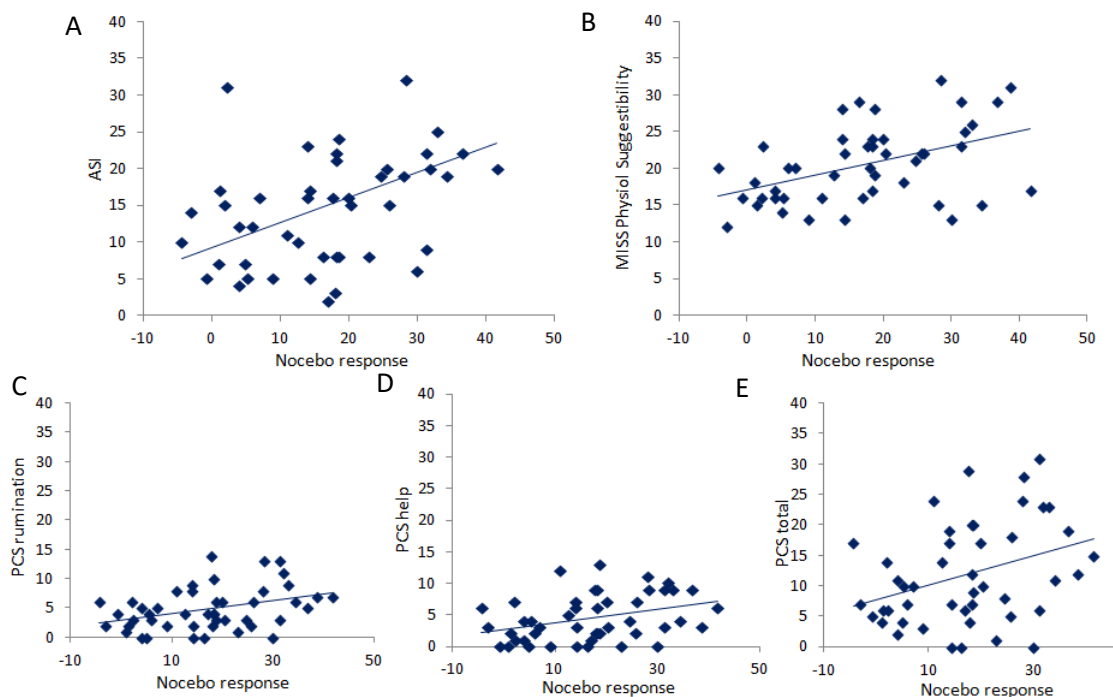 A
ASI
40
35
30
25
20
15
10
5
0
-10 0 10 20 30 40 50
Nocebo response
B
MISS Physiol Suggestibility
40
35
30
25
20
15
10
5
0
-10 0 10 20 30 40 50
Nocebo response
C
PCS rumination
40
35
30
25
20
15
10
5
0
-10 10 30 50
Nocebo response
D
PCS help
40
35
30
25
20
15
10
5
0
-10 10 30 50
Nocebo response
E
PCS total
40
35
30
25
20
15
10
5
0
-10 10 30
Nocebo response